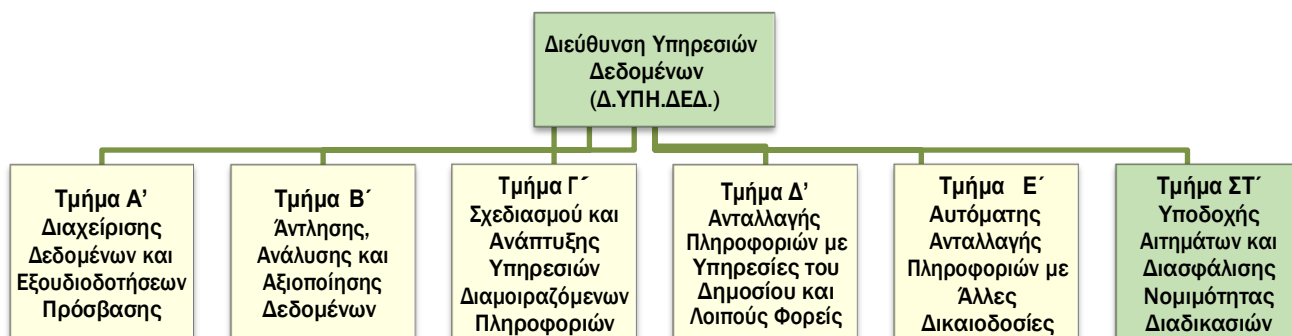 Διεύθυνση Υπηρεσιών
Δεδομένων
(Δ.ΥΠΗ.ΔΕΔ.)
Τμήμα Α’
Διαχείρισης
Δεδομένων και
Εξουδιοδοτήσεων
Πρόσβασης
Τμήμα Β΄
Άντλησης,
Ανάλυσης και
Αξιοποίησης
Δεδομένων
Τμήμα Γ΄
Σχεδιασμού και
Ανάπτυξης
Υπηρεσιών
Διαμοιραζόμενων
Πληροφοριών
Τμήμα Δ’
Ανταλλαγής
Πληροφοριών με
Υπηρεσίες του
Δημοσίου και
Λοιπούς Φορείς
Τμήμα Ε΄
Αυτόματης
Ανταλλαγής
Πληροφοριών με
Άλλες
Δικαιοδοσίες
Τμήμα ΣΤ΄
Υποδοχής
Αιτημάτων και
Διασφάλισης
Νομιμότητας
Διαδικασιών